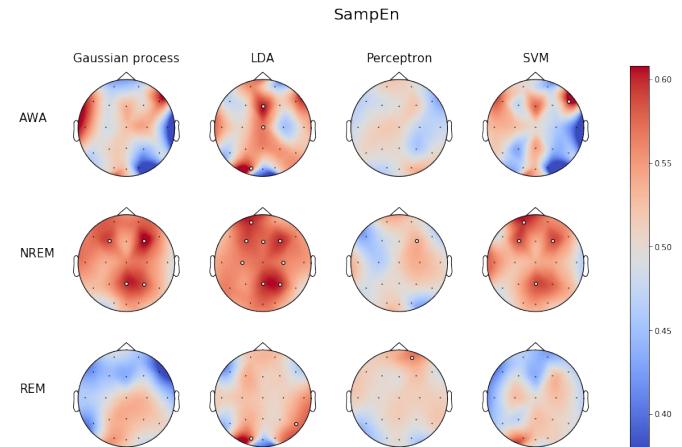 SampEn
Gaussian process LDA Perceptron SVM
AWA
NREM
REM
0.60
0.55
0.50
0.45
0.40